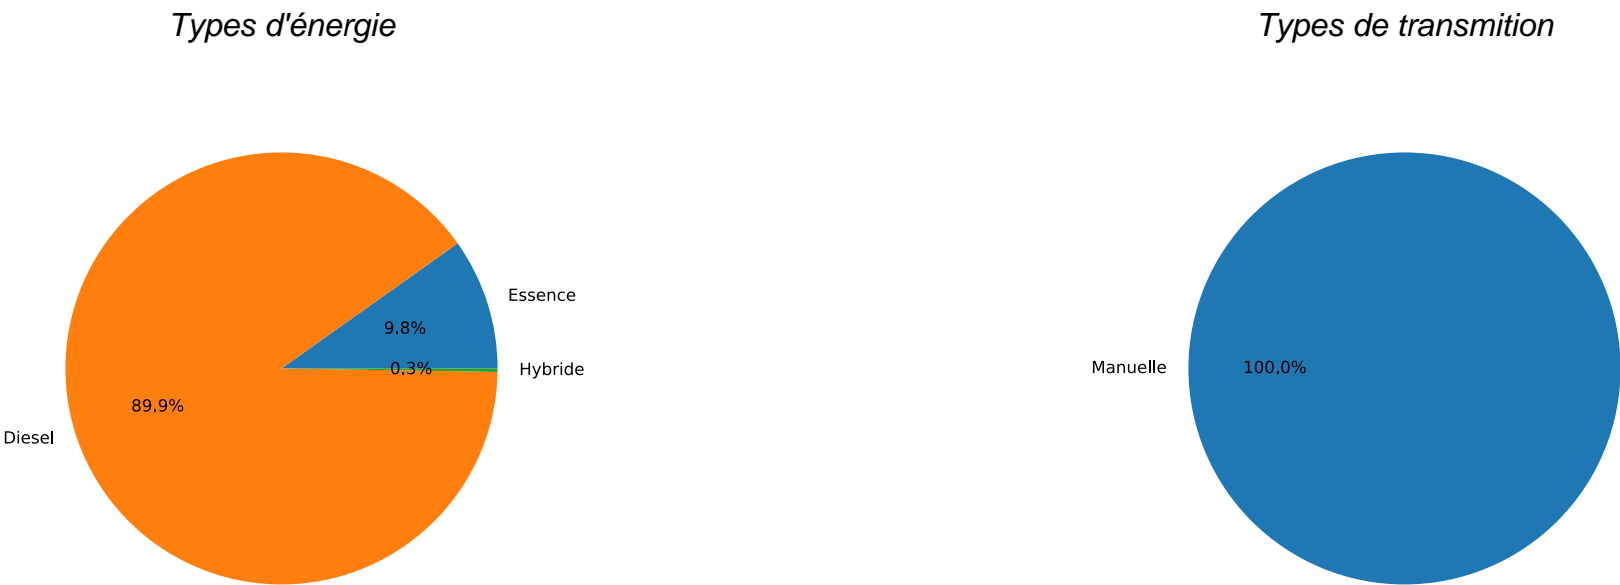 Types d'énergie
Types de transmition
Essence
9.8%
0.3%
Hybride
89.9%
Diesel
Manuelle
100.0%